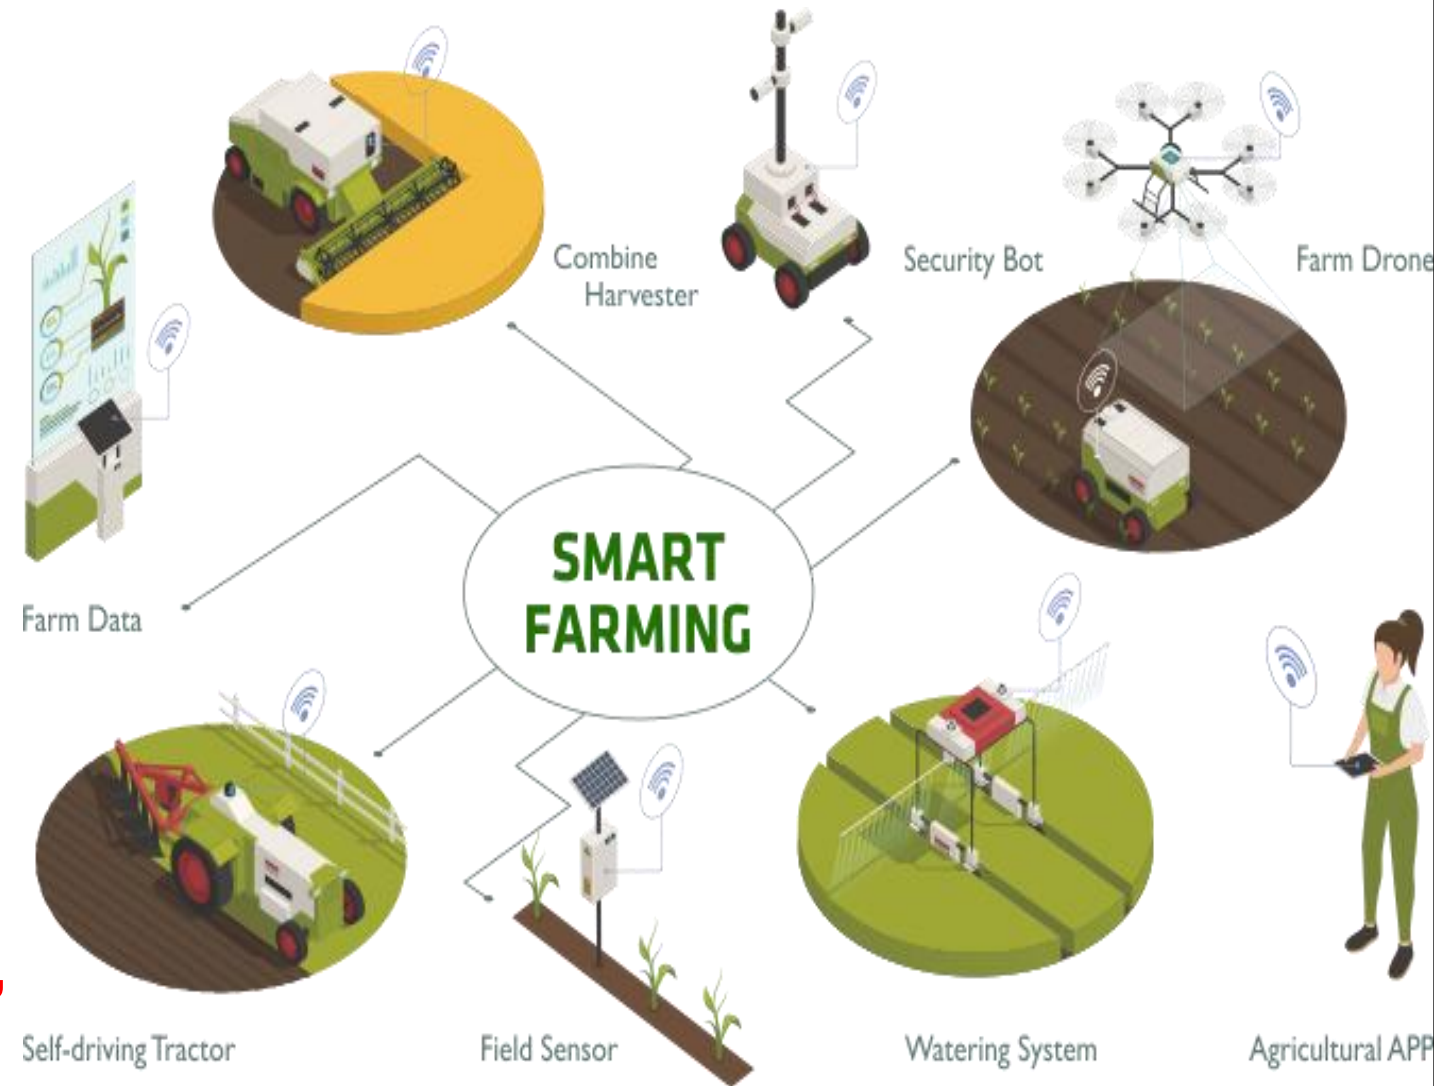 Combine
Harvester
Security Bot
Farm Drone
SMART
FARMING
Farm Data
Self-driving Tractor
Field Sensor
Watering System
Agricultural APP